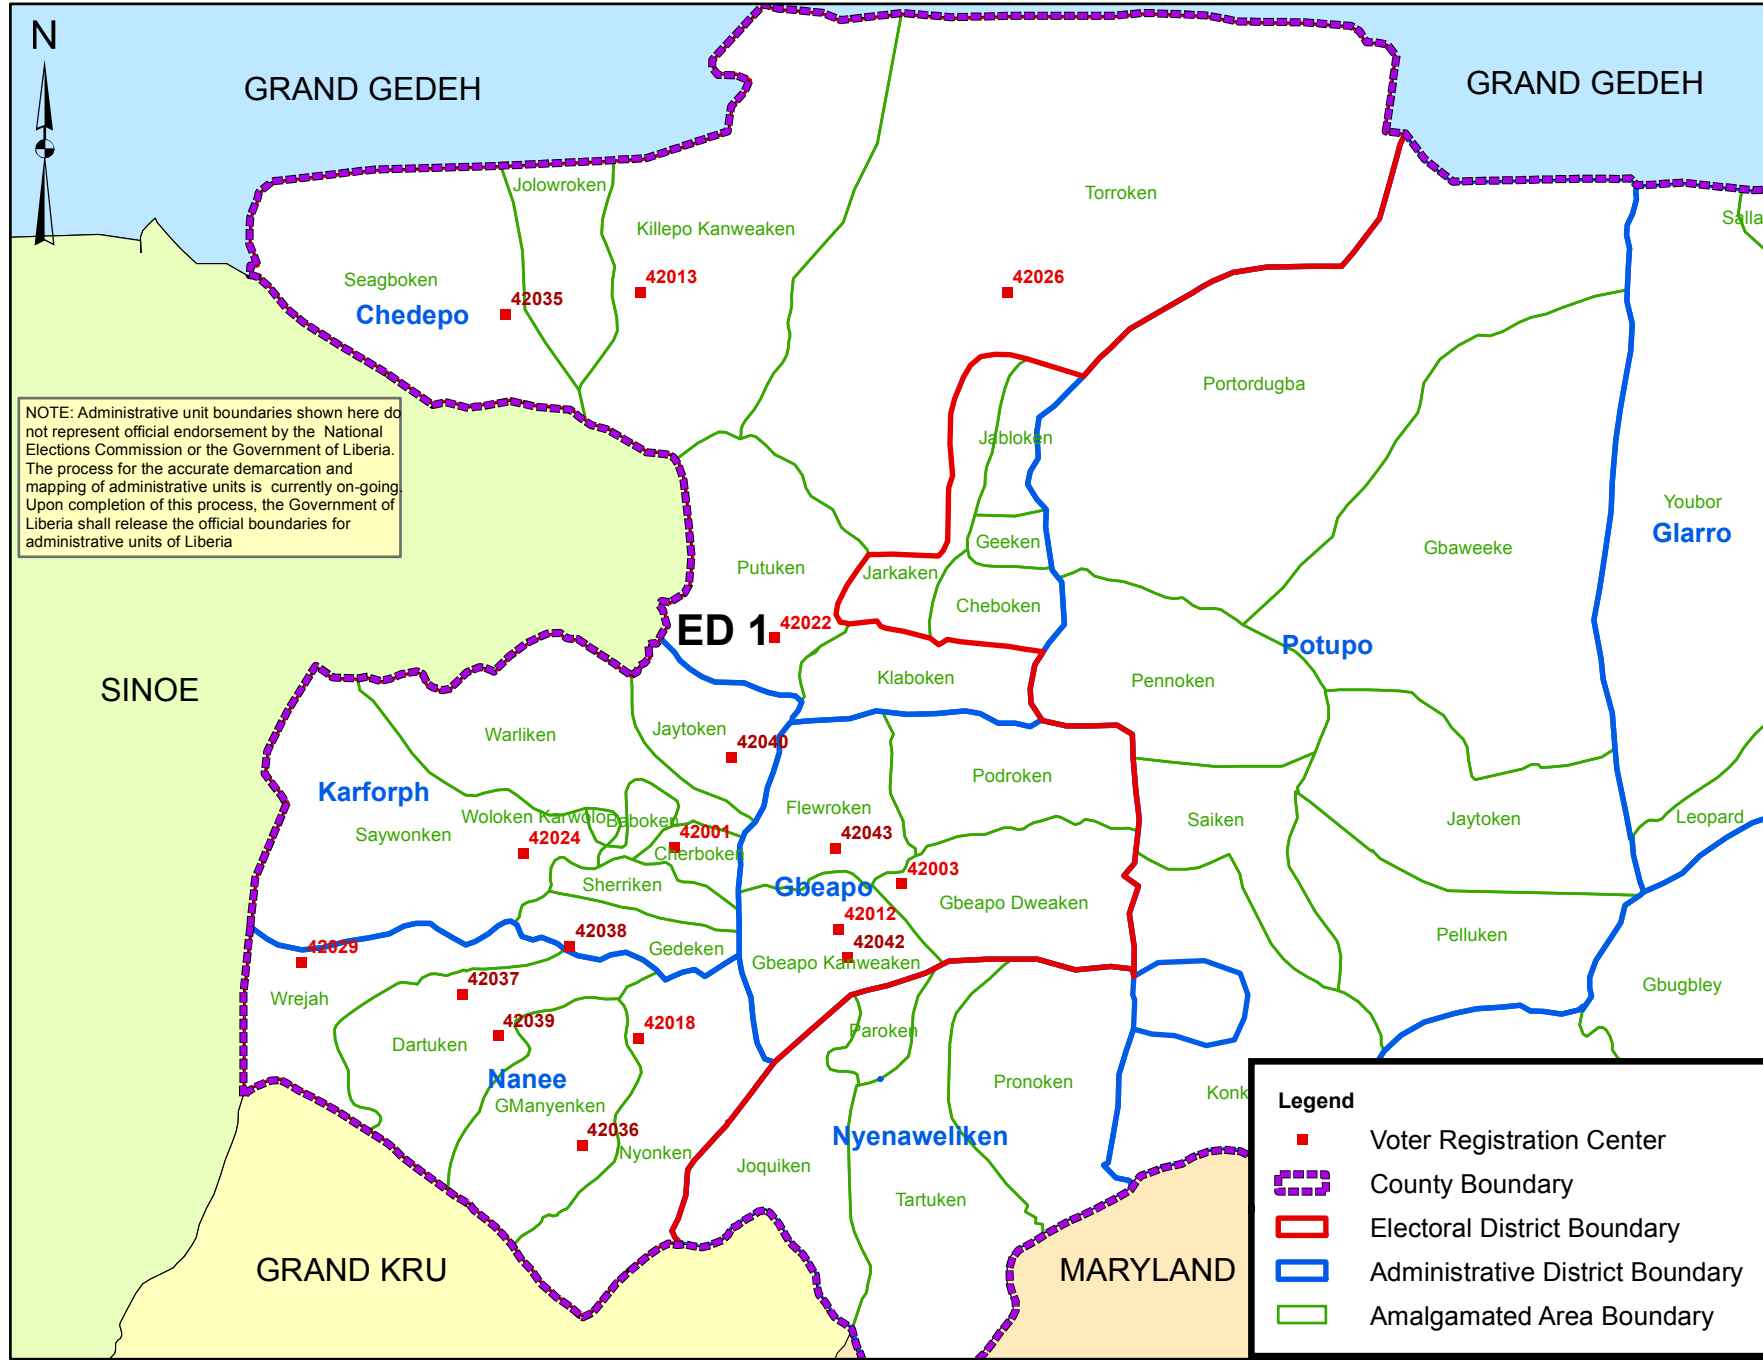 N
GRAND GEDEH
GRAND GEDEH
Jolowroken
Torroken
Salla
Killepo Kanweaken
Seagboken
42013
42026
42035
Chedepo
Portordugba
NOTE: Administrative unit boundaries shown here do
not represent official endorsement by the National
Elections Commission or the Government of Liberia.
The process for the accurate demarcation and
mapping of administrative units is currently on-going.
Upon completion of this process, the Government of
Liberia shall release the official boundaries for
administrative units of Liberia
Jabloken
Youbor
Glarro
Geeken
Gbaweeke
Putuken
Jarkaken
Cheboken
ED 1
42022
Potupo
SINOE
Klaboken
Pennoken
Warliken
Jaytoken
42040
Podroken
Karforph
Flewroken
Woloken Karwolo
Baboken
Saywonken
42024
42001
42043
Saiken
Jaytoken
Leopard
Cherboken
42003
Sherriken
Gbeapo
Gbeapo Dweaken
42012
42038
42029
Gedeken
42042
Gbeapo Kanweaken
Pelluken
42037
Wrejah
Gbugbley
42039
42018
Dartuken
Paroken
Nanee
Pronoken
GManyenken
Konk
42036
Nyonken
Nyenaweliken
Joquiken
Tartuken
GRAND KRU
MARYLAND
Legend
Voter Registration Center
County Boundary
Electoral District Boundary
Administrative District Boundary
Amalgamated Area Boundary